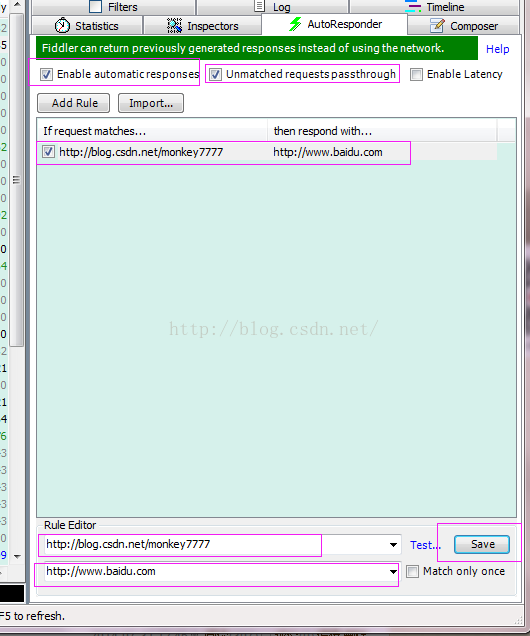 Filters Log Timeline
Statistics Inspectors AutoResponder Composer
Fiddler can return previously generated responses instead of using the network. Help
Enable automatic responses Unmatched requests passthrough Enable Latency
Add Rule Import...
If request matches... then respond with...
http://blog.csdn.net/monkey7777 http://www.baidu.com
http://blog.csdn.net/
Rule Editor
http://blog.csdn.net/monkey7777 Test... Save
http://www.baidu.com Match only once
F5 to refresh.